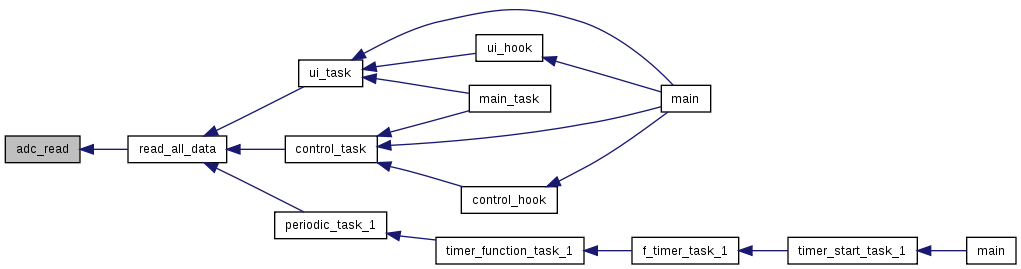 adc_read
read_all_data
ui_task
control_task
periodic_task_1
ui_hook
main_task
control_hook
timer_function_task_1
main
f_timer_task_1
timer_start_task_1
main